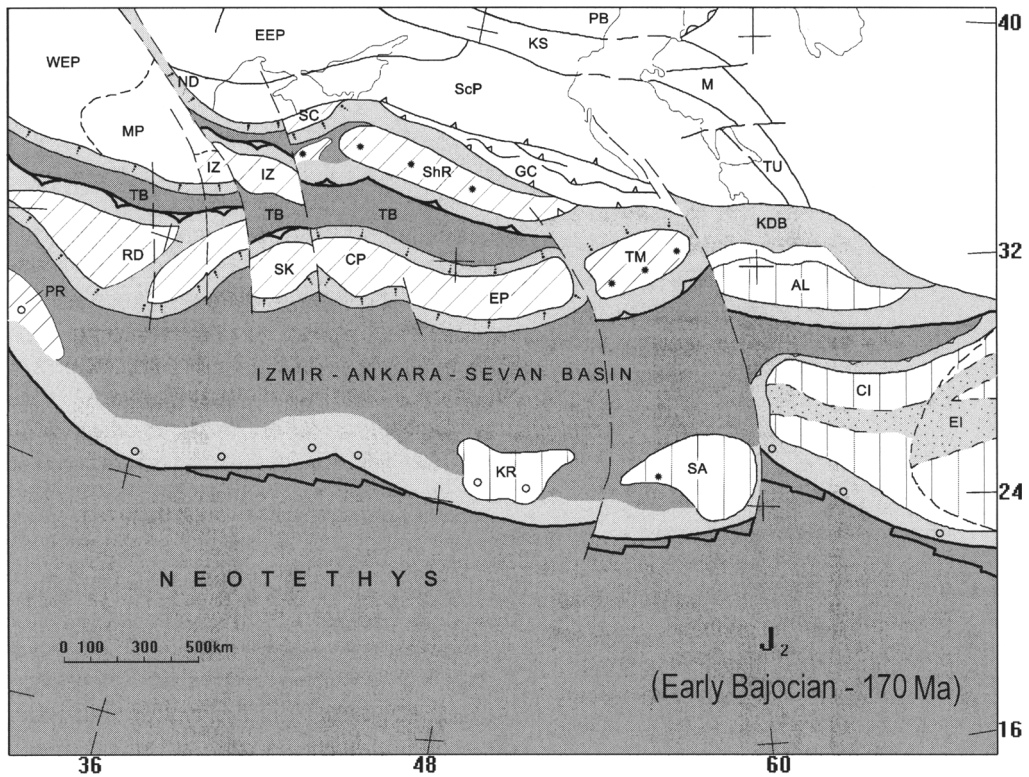 40
PB
EEP
KS
WEP
ND
ScP
M
SC
MP
IZ
IZ
ShR
GC
TU
TB
TB
TB
KDB
RD
SK
CP
TM
32
AL
PR
EP
IZMIR - ANKARA - SEVAN BASIN
CI
EI
KR
SA
24
NEOTETHYS
0 100 300 500km
J2
(Early Bajocian - 170 Ma)
16
36 48 60